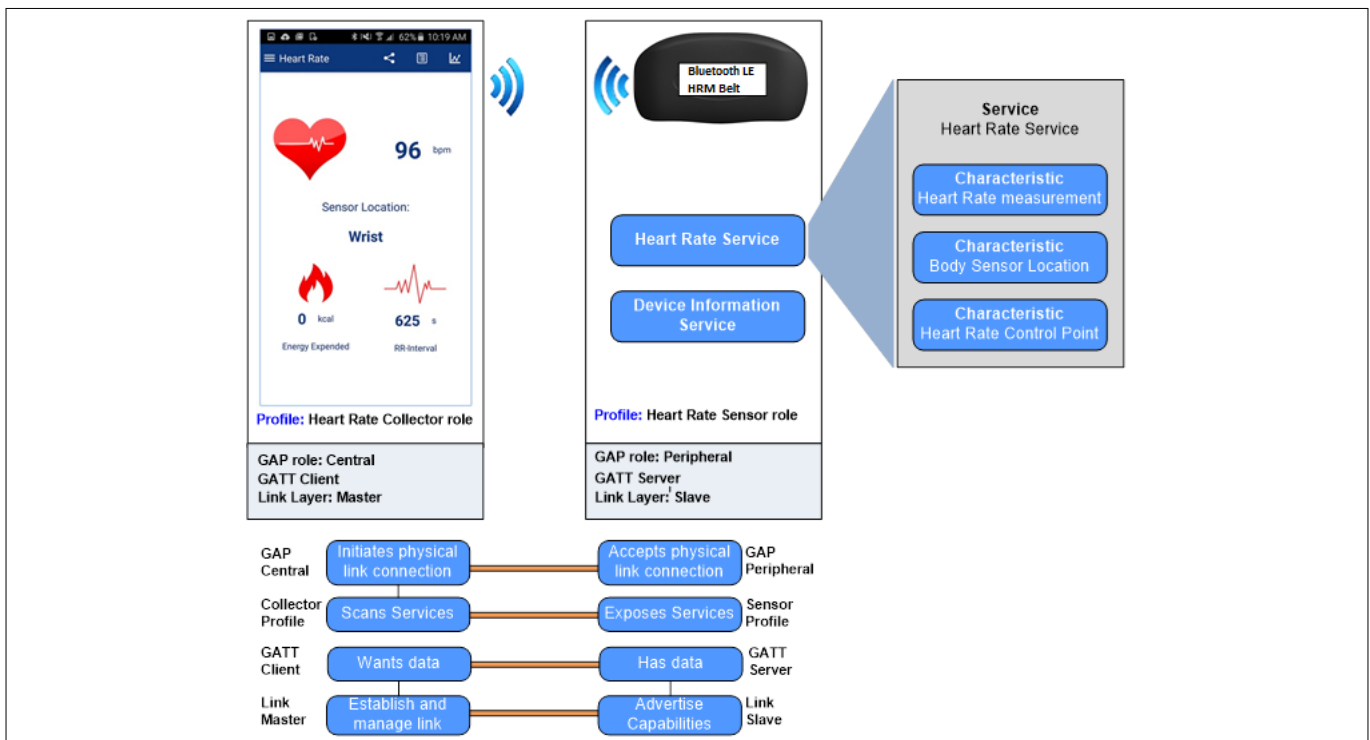 62% 10:19 AM
Heart Rate
96 bpm
Sensor Location:
Wrist
0 kcal
625 s
Energy Expended
RR-Interval
Profile: Heart Rate Collector role
GAP role: Central
GATT Client
Link Layer: Master
Bluetooth LE
HRM Belt
Heart Rate Service
Device Information
Service
Profile: Heart Rate Sensor role
GAP role: Peripheral
GATT Server
Link Layer: Slave
Service
Heart Rate Service
Characteristic
Heart Rate measurement
Characteristic
Body Sensor Location
Characteristic
Heart Rate Control Point
GAP
Central
Initiates physical
link connection
Accepts physical
link connection
GAP
Peripheral
Collector
Profile
Scans Services
Exposes Services
Sensor
Profile
GATT
Client
Wants data
Has data
GATT
Server
Link
Master
Establish and
manage link
Advertise
Capabilities
Link
Slave